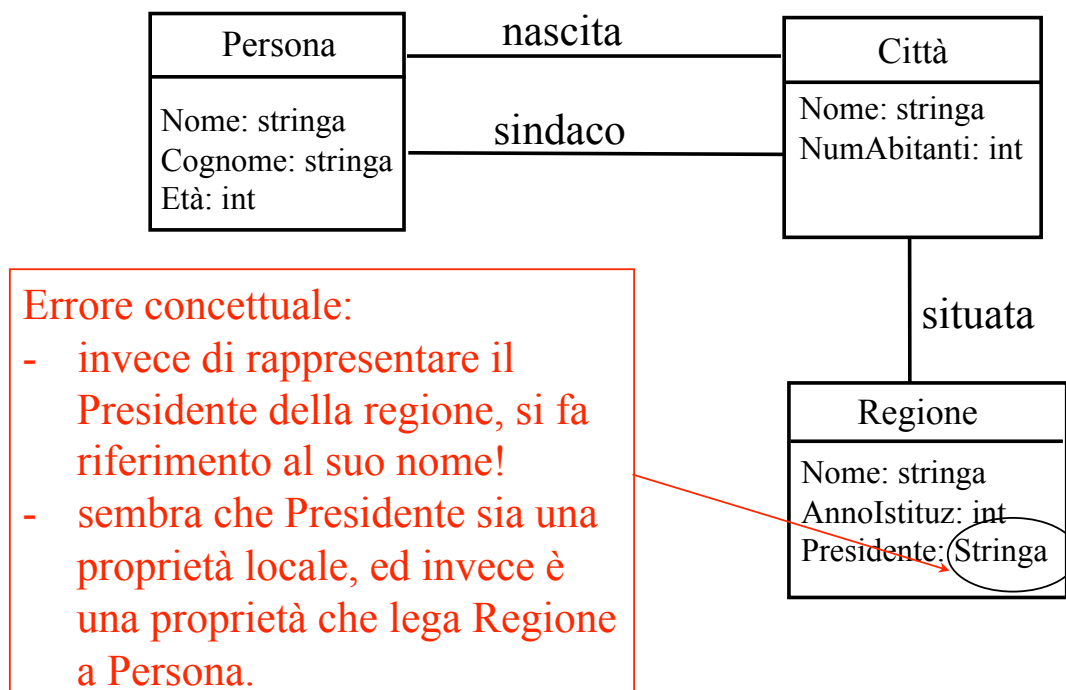 Persona
Nome: stringa
Cognome: stringa
Età: int
nascita
sindaco
Città
Nome: stringa
NumAbitanti: int
situata
Regione
Nome: stringa
AnnoIstituz: int
Presidente: Stringa
Errore concettuale:
- invece di rappresentare il
Presidente della regione, si fa
riferimento al suo nome!
- sembra che Presidente sia una
proprietà locale, ed invece è
una proprietà che lega Regione
a Persona.